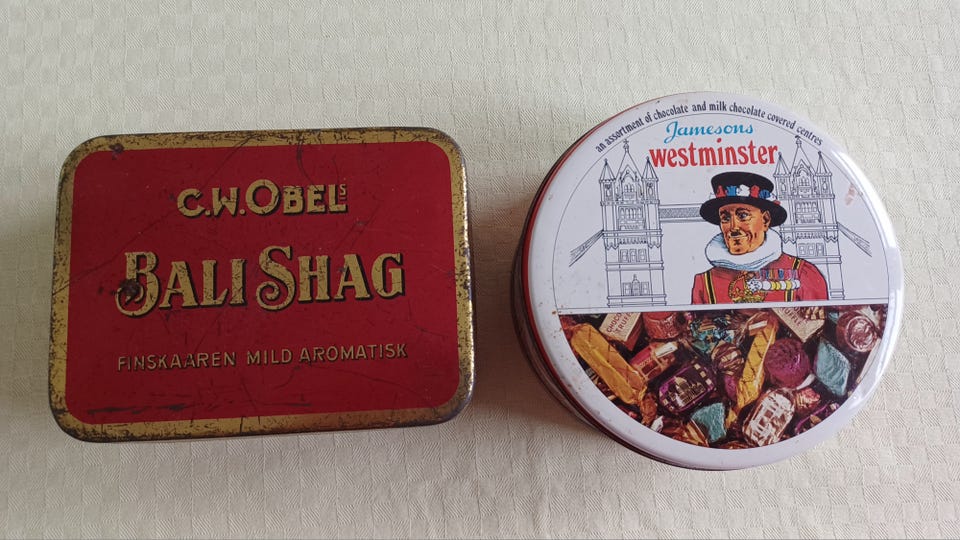 C.W.OBELS
BALI SHAG
FINSKAAREN MILD AROMATISK
an assortment of chocolate and milk chocolate covered centres
Jamesons
westminster